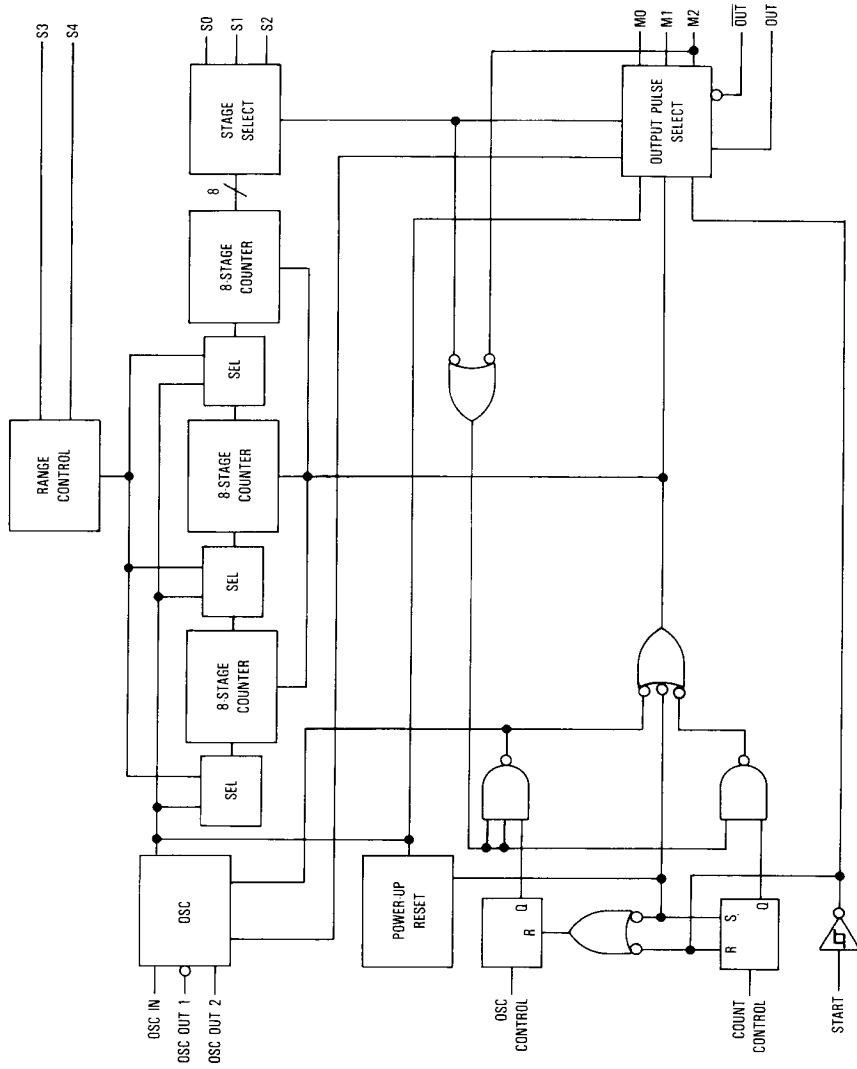 S3
S4
RANGE
CONTROL
S0
S1
S2
STAGE
SELECT
8
8-STAGE
COUNTER
SEL
8-STAGE
COUNTER
SEL
8-STAGE
COUNTER
SEL
OSC
OSC IN
OSC OUT 1
OSC OUT 2
M0
M1
M2
OUT
OUT
OUTPUT PULSE
SELECT
POWER-UP
RESET
R
Q
OSC
CONTROL
R
S
Q
COUNT
CONTROL
START